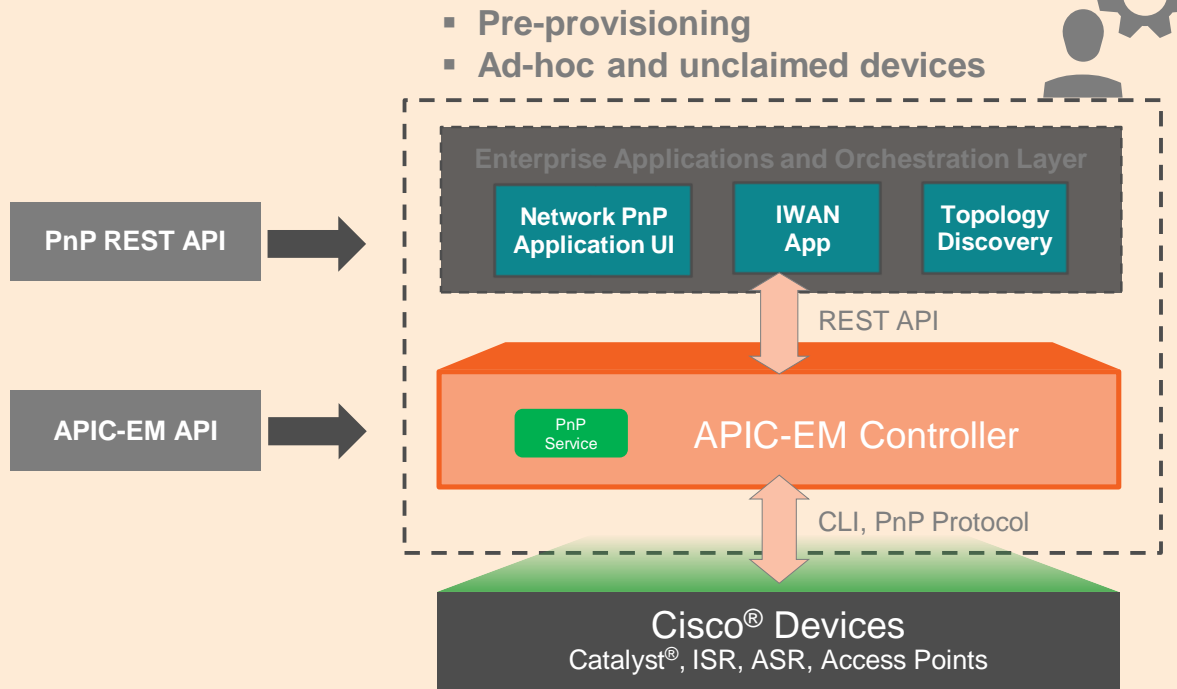 ▪ Pre-provisioning
▪ Ad-hoc and unclaimed devices
Enterprise Applications and Orchestration Layer
Network PnP
Application UI
IWAN
App
Topology
Discovery
PnP REST API
REST API
APIC-EM API
PnP
Service
APIC-EM Controller
CLI, PnP Protocol
Cisco® Devices
Catalyst®, ISR, ASR, Access Points